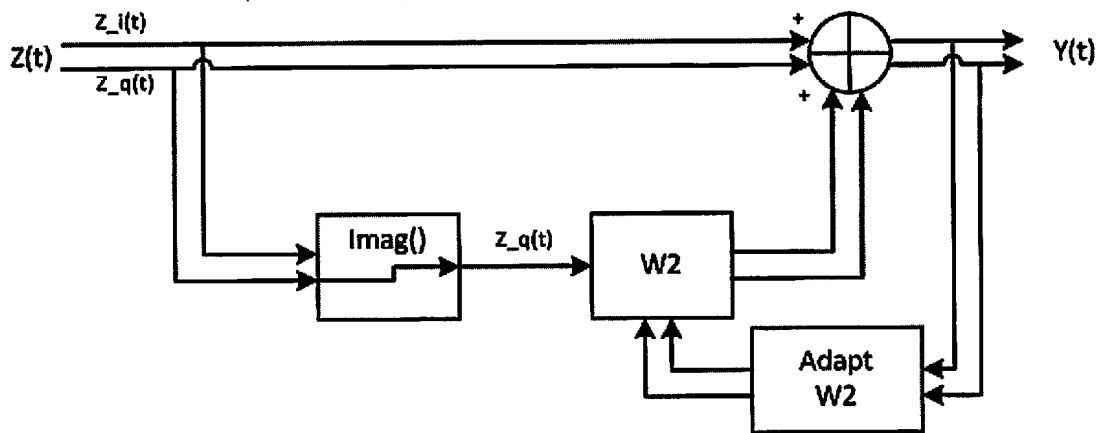 Z_i(t)
Z(t)
Z_q(t)
+
+
Y(t)
Imag()
Z_q(t)
W2
Adapt
W2